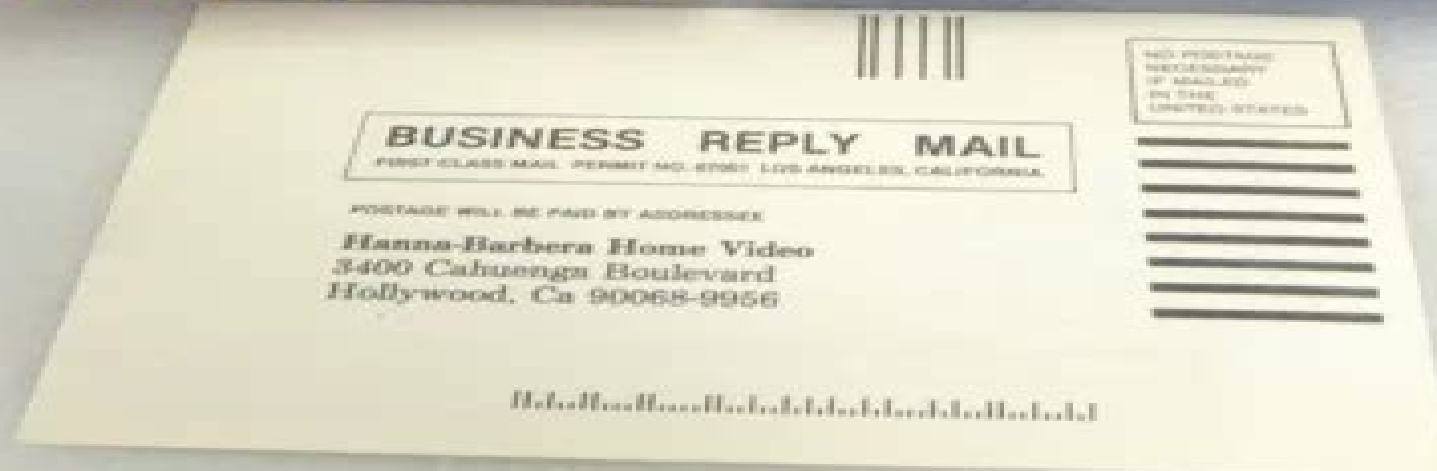 NO POSTAGE
NECESSARY
IF MAILED
IN THE
UNITED STATES
BUSINESS REPLY MAIL
FIRST CLASS MAIL PERMIT NO. LOS ANGELES, CALIFORNIA
POSTAGE WILL BE PAID BY ADDRESSEE
Hanna-Barbera Home Video
3400 Cahuenga Boulevard
Hollywood, Ca 90068-9956